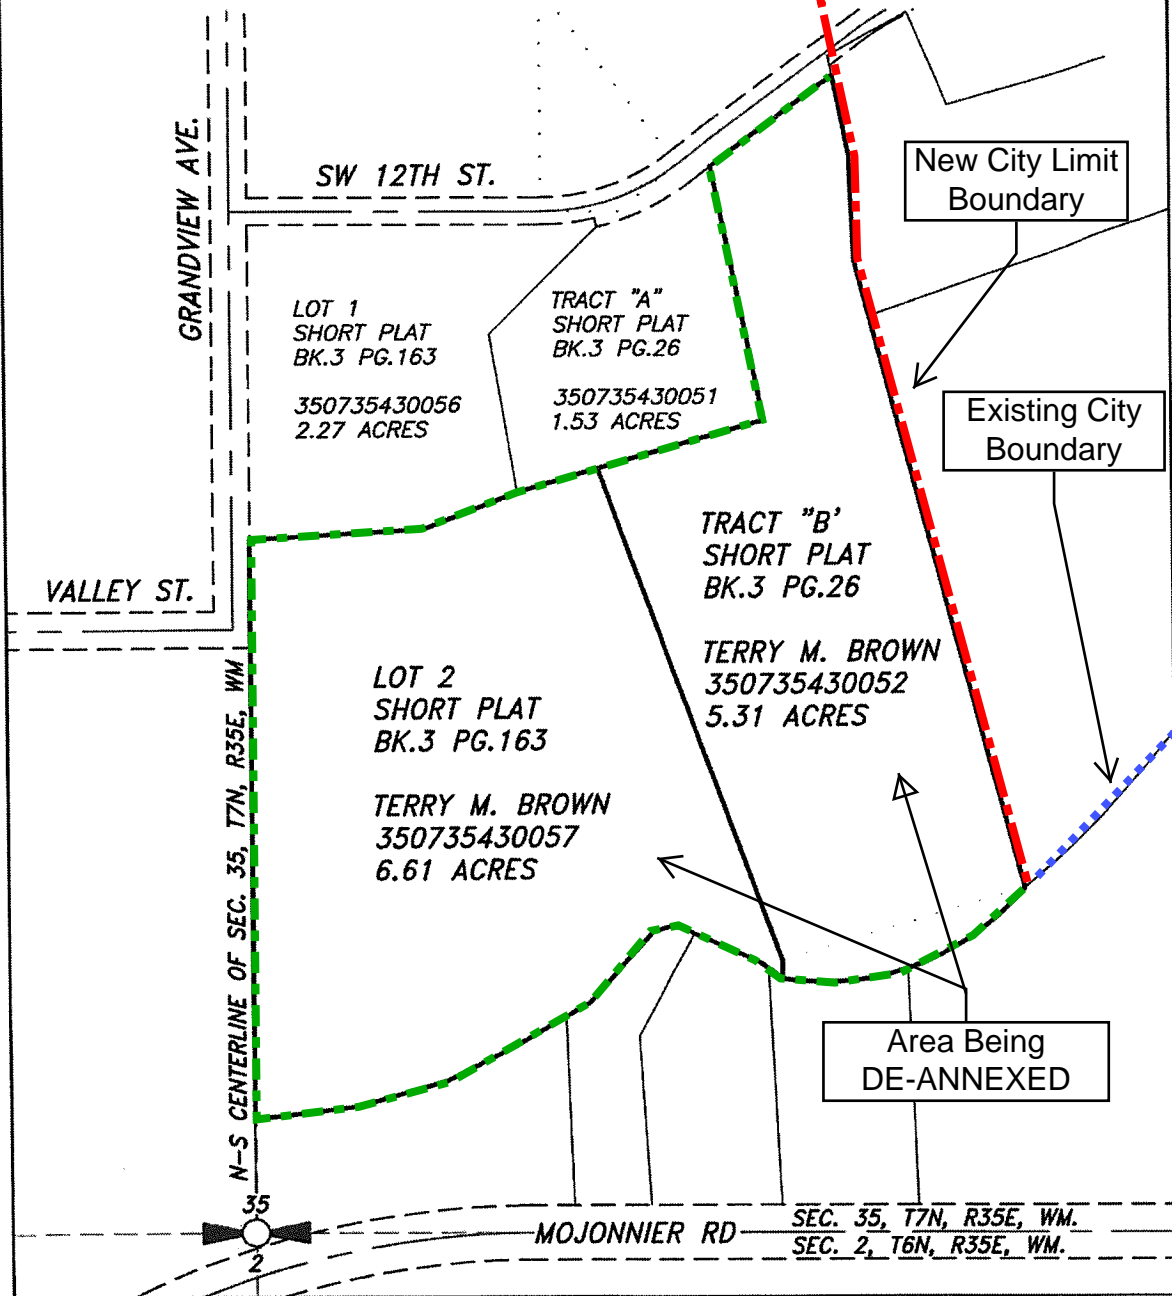 GRANDVIEW AVE.
SW 12TH ST.
New City Limit
Boundary
LOT 1
SHORT PLAT
BK.3 PG.163
350735430056
2.27 ACRES
TRACT "A"
SHORT PLAT
BK.3 PG.26
350735430051
1.53 ACRES
Existing City
Boundary
TRACT "B'
SHORT PLAT
BK.3 PG.26
TERRY M. BROWN
350735430052
5.31 ACRES
VALLEY ST.
LOT 2
SHORT PLAT
BK.3 PG.163
TERRY M. BROWN
350735430057
6.61 ACRES
N-S CENTERLINE OF SEC. 35, T7N, R35E, WM
Area Being
DE-ANNEXED
35
2
MOJONNIER RD
SEC. 35, T7N, R35E, WM.
SEC. 2, T6N, R35E, WM.